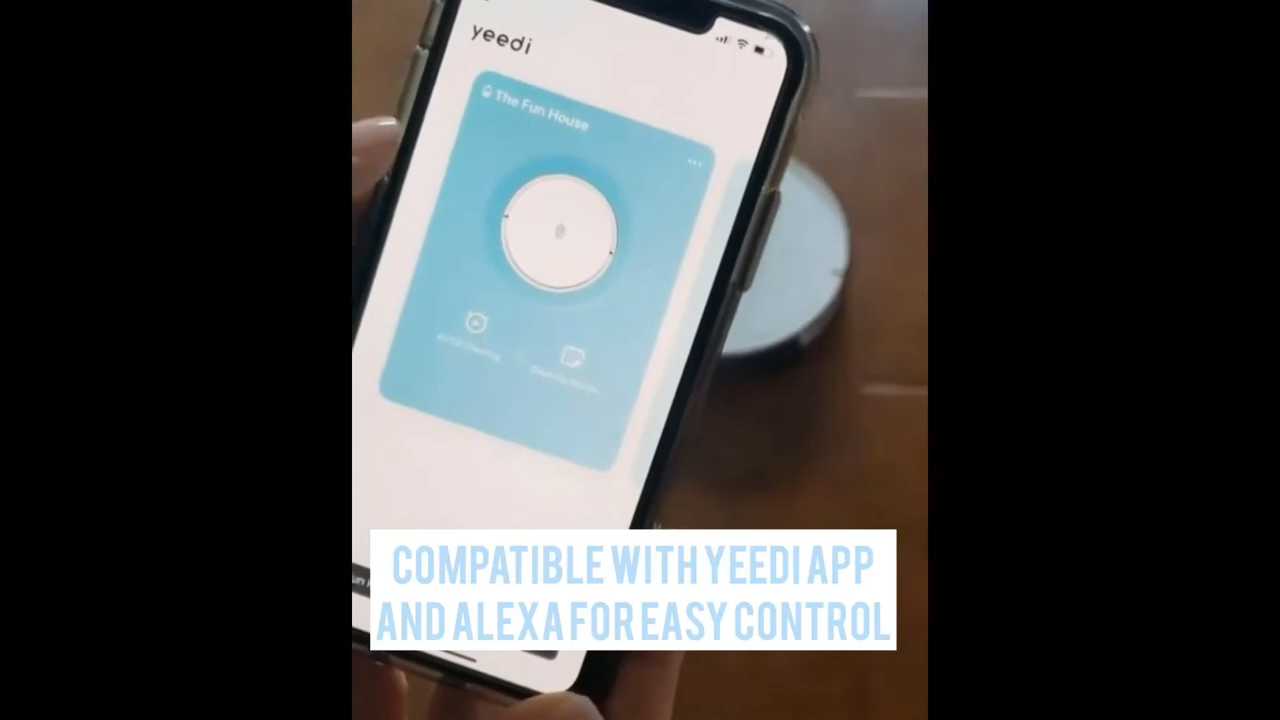 yeedi
The Fun House
COMPATIBLE WITH YEEDI APP
AND ALEXA FOR EASY CONTROL